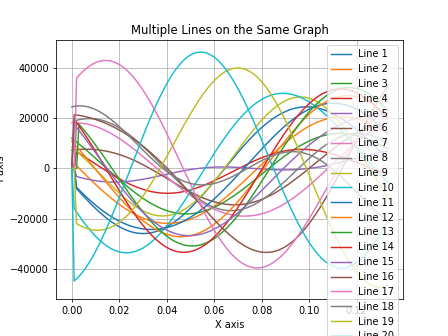 Multiple Lines on the Same Graph
40000
20000
0
−20000
−40000
0.00
0.02
0.04
0.06
0.08
0.10
X axis
Line 1
Line 2
Line 3
Line 4
Line 5
Line 6
Line 7
Line 8
Line 9
Line 10
Line 11
Line 12
Line 13
Line 14
Line 15
Line 16
Line 17
Line 18
Line 19
Line 20